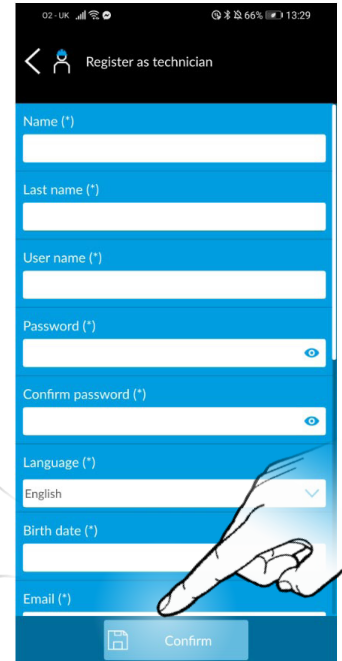 O2-UK 66% 13:29
Register as technician
Name (*)
Last name (*)
User name (*)
Password (*)
Confirm password (*)
Language (*)
English
Birth date (*)
Email (*)
Confirm